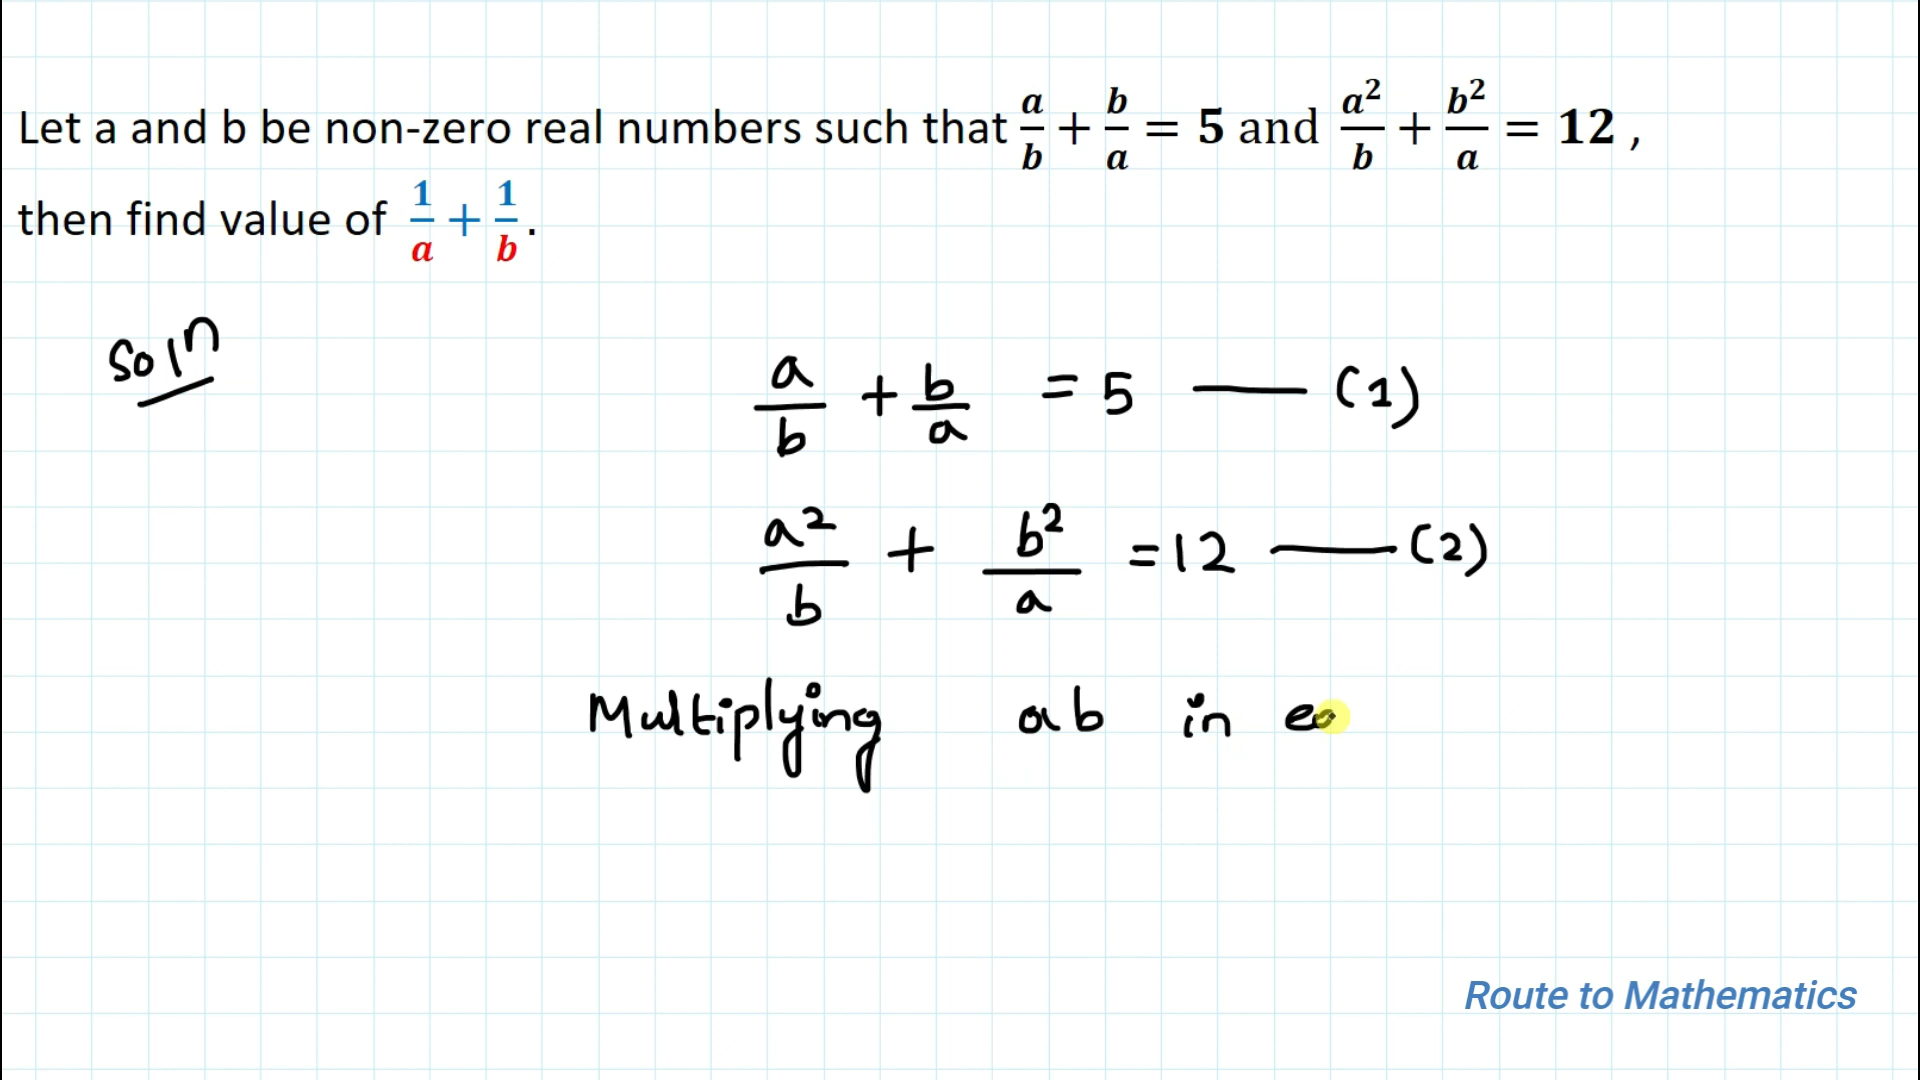 Let a and b be non-zero real numbers such that a/b + b/a = 5 and a²/b + b²/a = 12 ,
then find value of 1/a + 1/b .
Solⁿ
a/b + b/a = 5 — (1)
a²/b + b²/a = 12 — (2)
Multiplying ab in
Route to Mathematics